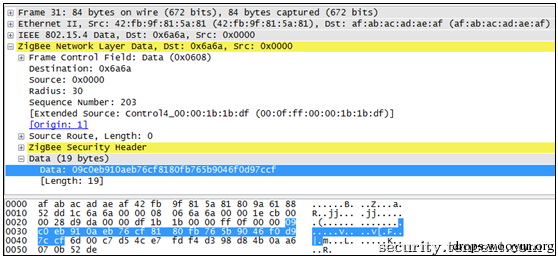 Frame 31: 84 bytes on wire (672 bits), 84 bytes captured (672 bits)
Ethernet II, Src: 42:fb:9f:81:5a:81 (42:fb:9f:81:5a:81), Dst: af:ab:ac:ad:ae:af (af:ab:ac:ad:ae:af)
IEEE 802.15.4 Data, Dst: 0x6a6a, Src: 0x0000
ZigBee Network Layer Data, Dst: 0x6a6a, Src: 0x0000
Frame Control Field: Data (0x0608)
Destination: 0x6a6a
Source: 0x0000
Radius: 30
Sequence Number: 203
[Extended Source: Control4_00:00:1b:1b:df (00:0f:ff:00:00:1b:1b:df)]
[Origin: 1]
Source Route, Length: 0
ZigBee Security Header
Data (19 bytes)
Data: 09c0eb910aeb76cf8180fb765b9046f0d97ccf
[Length: 19]
0000 af ab ac ad ae af 42 fb 9f 81 5a 81 80 9a 61 88 ......B. ..Z...a.
0010 52 dd 1c 6a 6a 00 00 08 06 6a 6a 00 00 1e cb 00 R..jj... .jj.....
0020 00 28 d9 da 00 00 00 df 1b 1b 00 00 ff 0f 00 09 .(...... ........
0030 c0 eb 91 0a eb 76 cf 81 80 fb 76 5b 90 46 f0 d9 .....v.. ..v[.F..
0040 7c cf 6d 00 c7 d5 4c e7 fd f4 d3 98 d8 4b 0a a6 |.m...L. .....K..
0050 07 0b 52 de ..R.
security.tencent.com
drops.wooyun.org